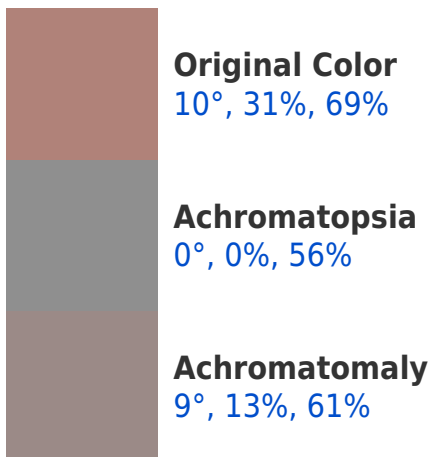 Original Color
10°, 31%, 69%
Achromatopsia
0°, 0%, 56%
Achromatomaly
9°, 13%, 61%